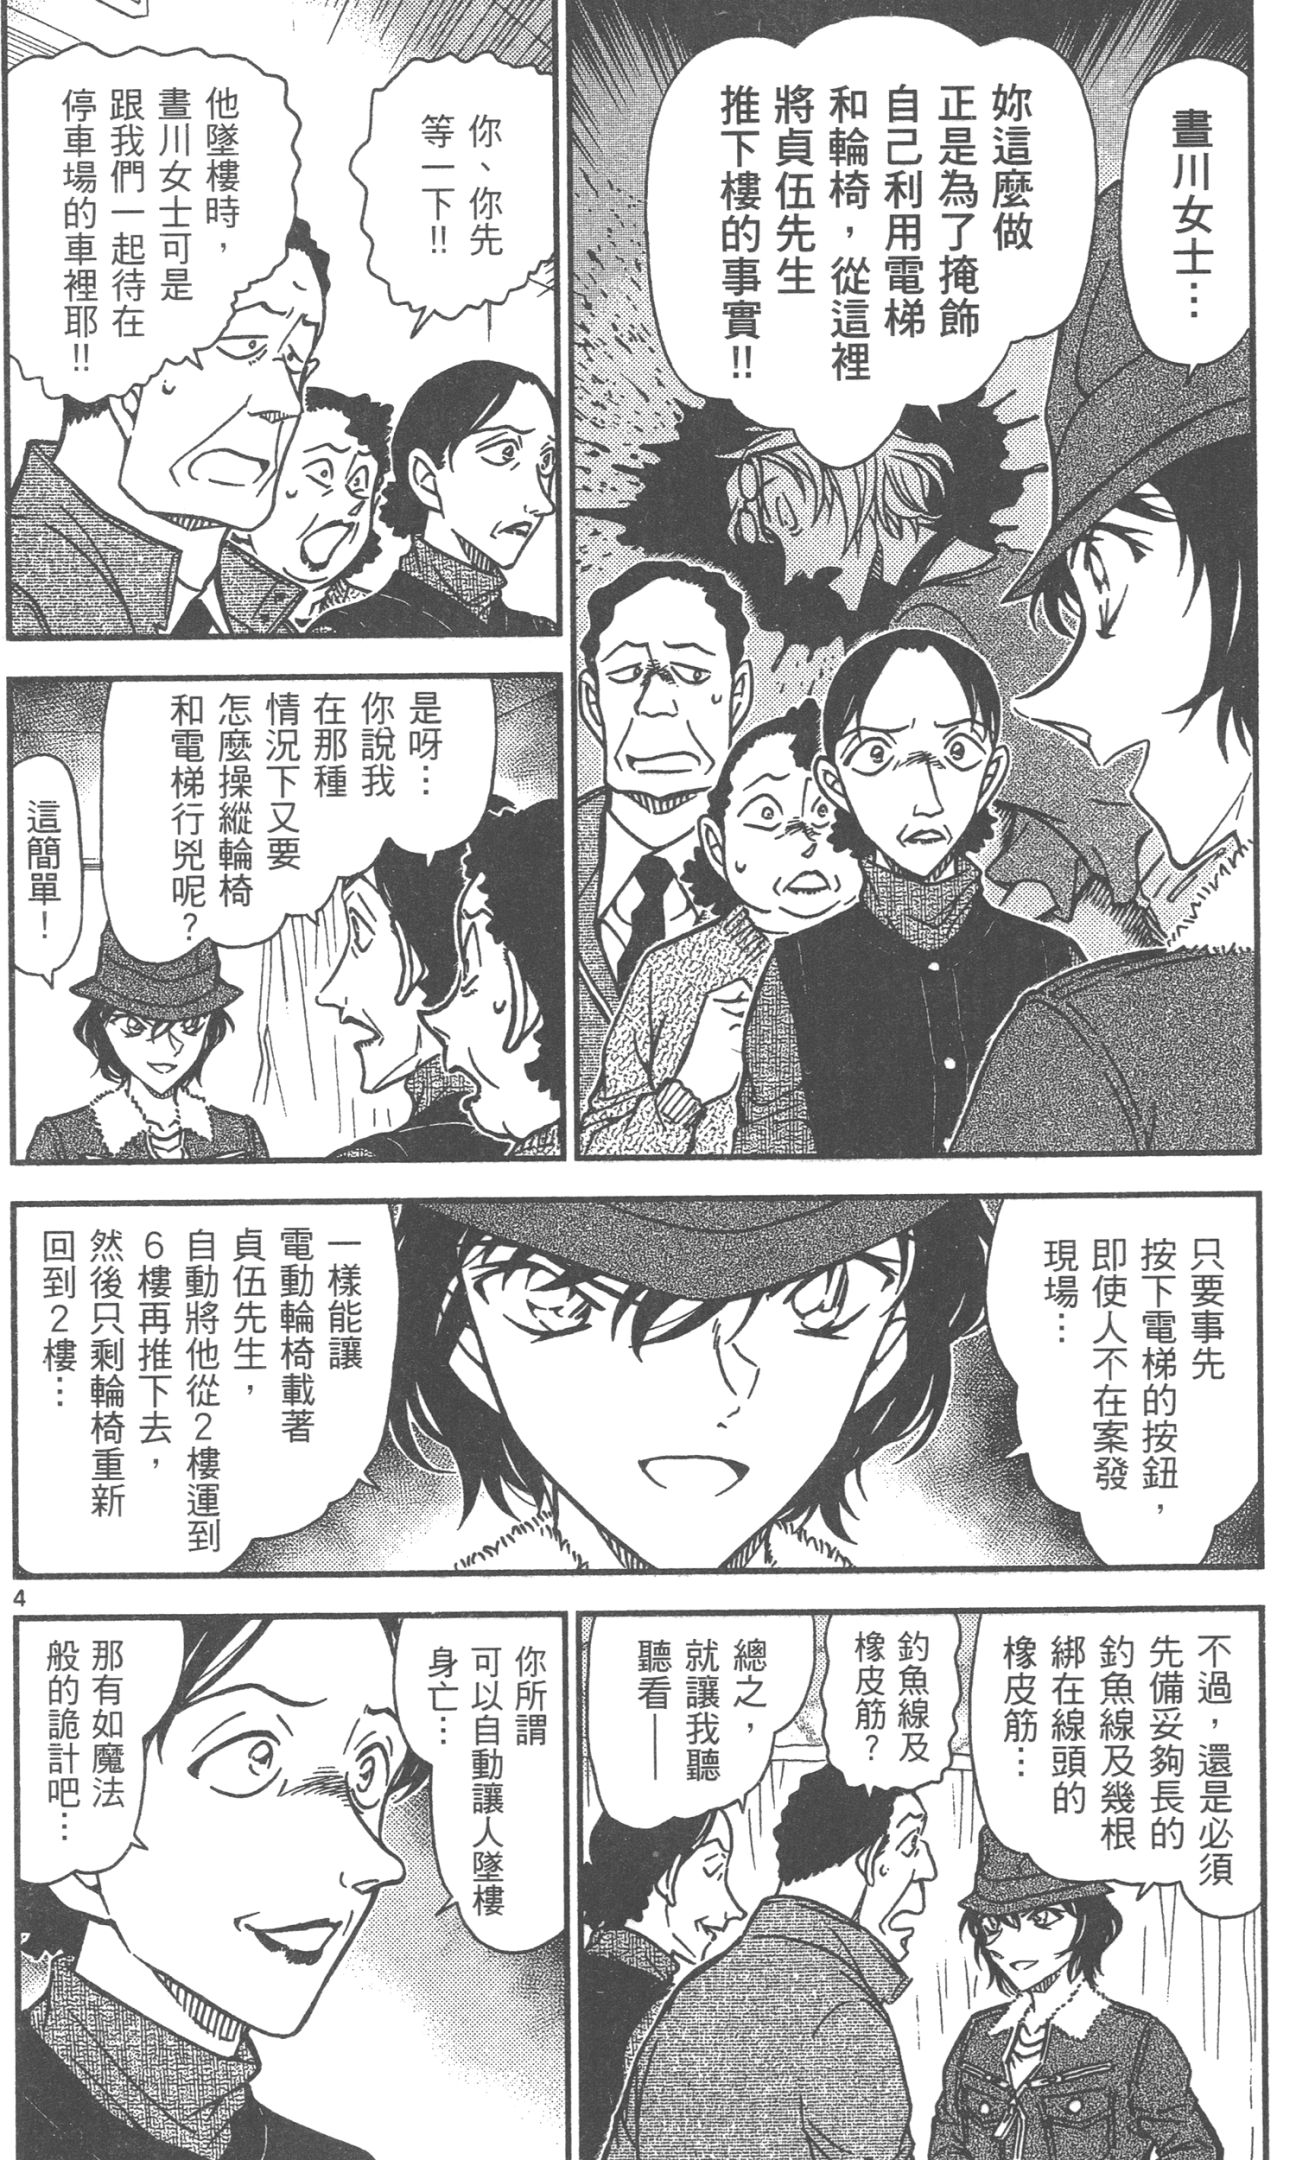 晝川女士…
妳這麼做
正是為了掩飾
自己利用電梯
和輪椅，從這裡
將貞伍先生
推下樓的事實!!
你、你先
等一下!!
他墜樓時，
晝川女士可是
跟我們一起待在
停車場的車裡耶!!
是呀…
你說我
在那種
情況下又要
怎麼操縱輪椅
和電梯行兇呢？
這簡單！
只要事先
按下電梯的按鈕，
即使人不在案發
現場…
一樣能讓
電動輪椅載著
貞伍先生，
自動將他從2樓運到
6樓再推下去，
然後只剩輪椅重新
回到2樓…
4
不過，還是必須
先備妥夠長的
釣魚線及幾根
綁在線頭的
橡皮筋…
釣魚線及
橡皮筋？
總之，
就讓我聽
聽看——
你所謂
可以自動讓人墜樓
身亡…
那有如魔法
般的詭計吧…